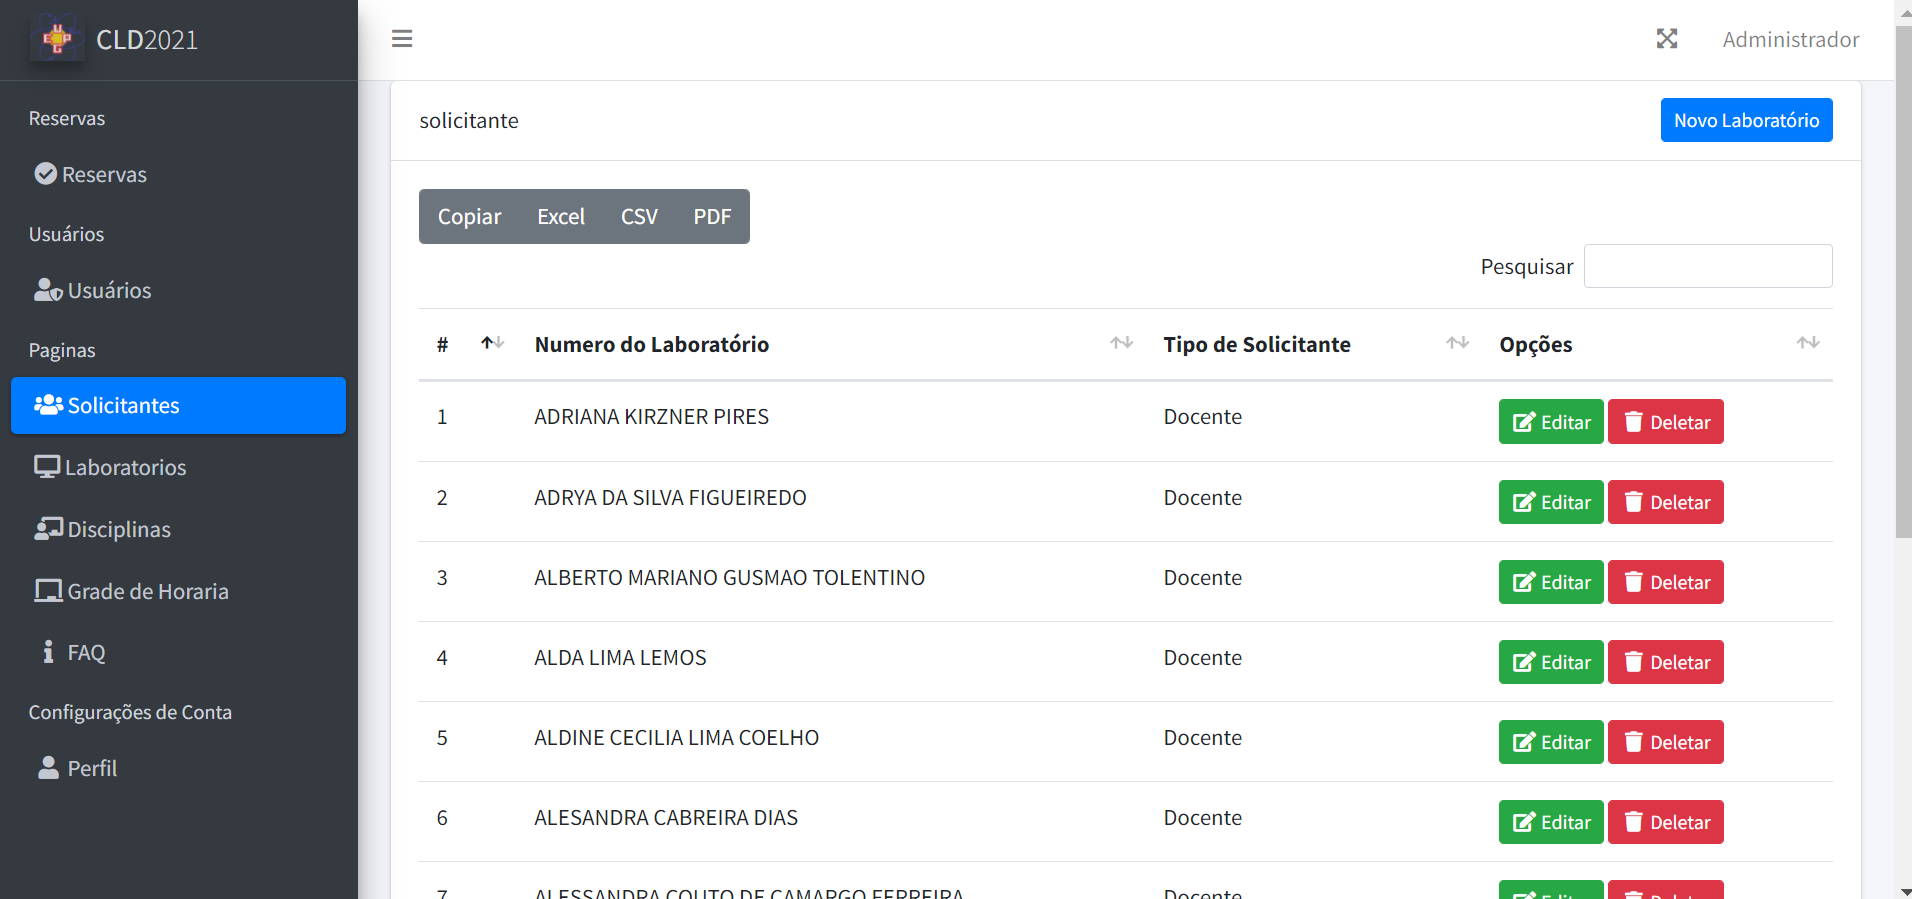 CLD2021
Administrador
Reservas
Reservas
Usuários
Usuários
Paginas
Solicitantes
Laboratorios
Disciplinas
Grade de Horaria
FAQ
Configurações de Conta
Perfil
solicitante
Novo Laboratório
Copiar Excel CSV PDF
Pesquisar
# Numero do Laboratório Tipo de Solicitante Opções
1 ADRIANA KIRZNER PIRES Docente Editar Deletar
2 ADRYA DA SILVA FIGUEIREDO Docente Editar Deletar
3 ALBERTO MARIANO GUSMAO TOLENTINO Docente Editar Deletar
4 ALDA LIMA LEMOS Docente Editar Deletar
5 ALDINE CECILIA LIMA COELHO Docente Editar Deletar
6 ALESANDRA CABREIRA DIAS Docente Editar Deletar
7 ALESSANDRA COUTO DE CAMARGO FERREIRA Docente Editar Deletar